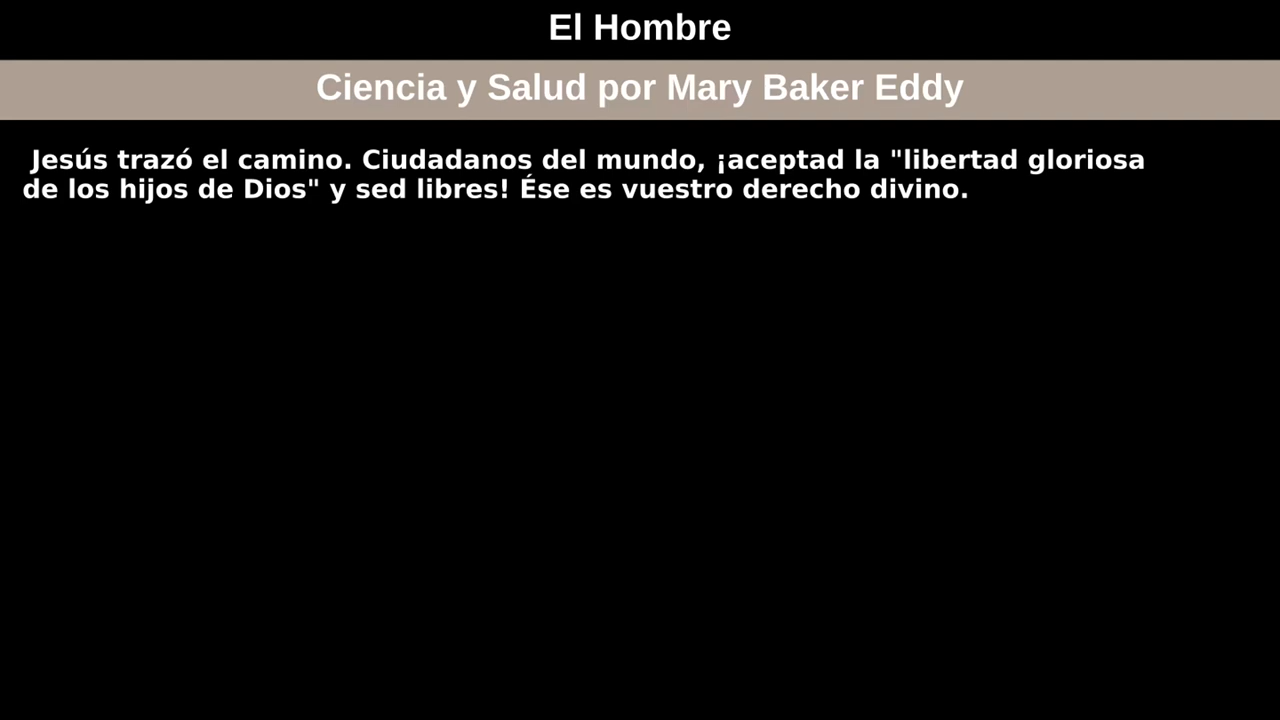 El Hombre
Ciencia y Salud por Mary Baker Eddy
Jesús trazó el camino. Ciudadanos del mundo, ¡aceptad la "libertad gloriosa
de los hijos de Dios" y sed libres! Ése es vuestro derecho divino.